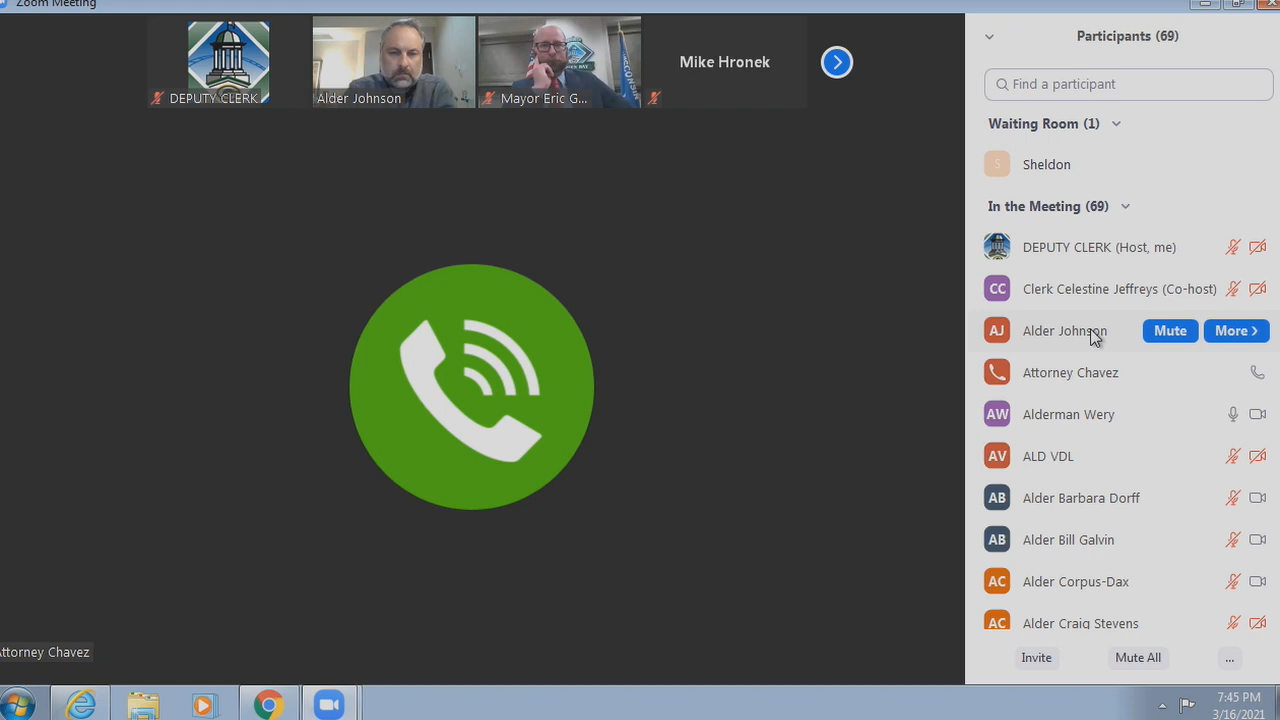 Zoom Meeting
DEPUTY CLERK
Alder Johnson
Mayor Eric G...
Mike Hronek
Attorney Chavez
Participants (69)
Find a participant
Waiting Room (1)
S Sheldon
In the Meeting (69)
DEPUTY CLERK (Host, me)
CC Clerk Celestine Jeffreys (Co-host)
AJ Alder Johnson Mute More >
Attorney Chavez
AW Alderman Wery
AV ALD VDL
AB Alder Barbara Dorff
AB Alder Bill Galvin
AC Alder Corpus-Dax
AC Alder Craig Stevens
Invite Mute All ...
7:45 PM
3/16/2021